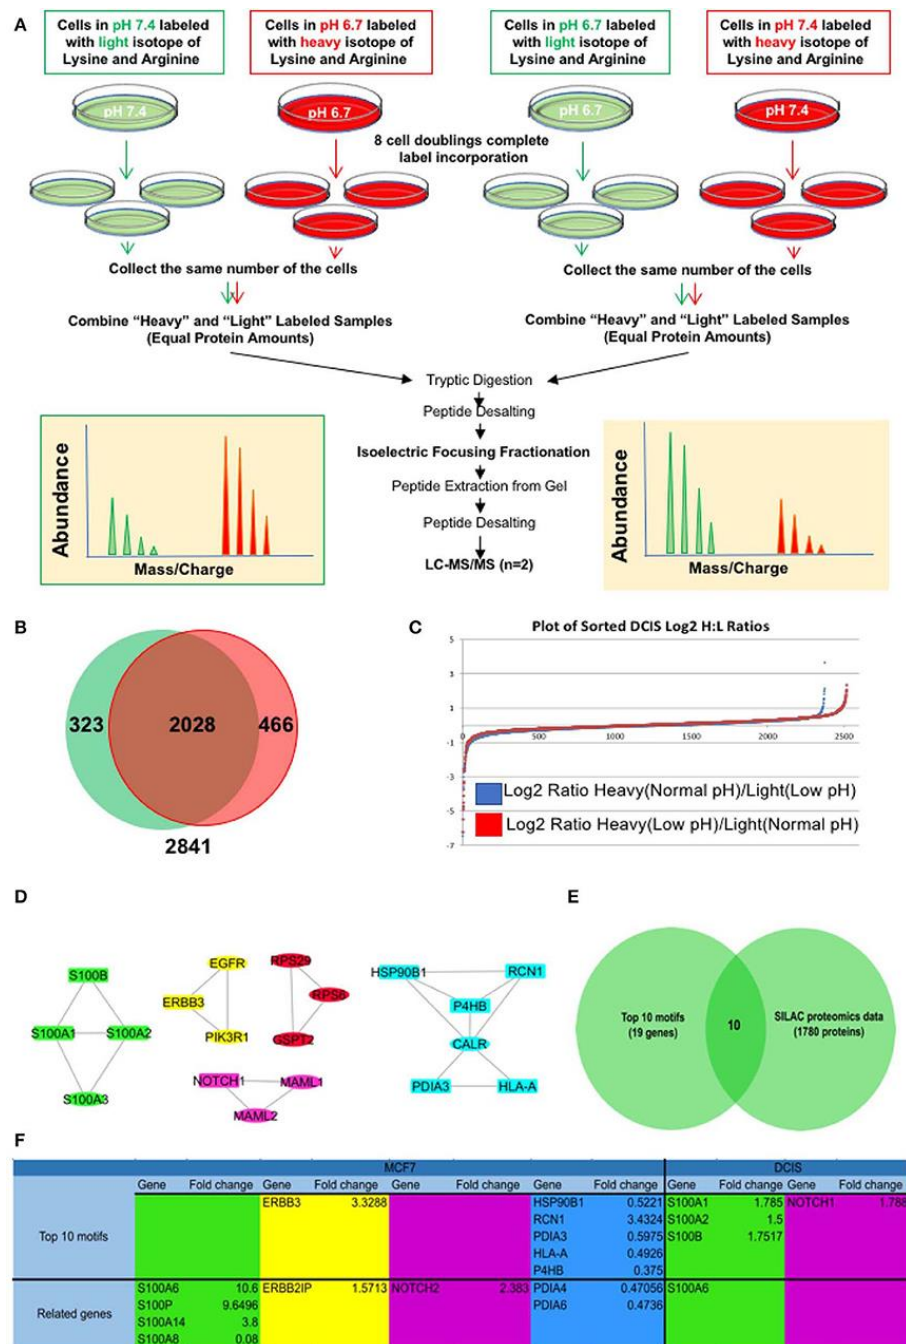 A
Cells in pH 7.4 labeled
with light isotope of
Lysine and Arginine
Cells in pH 6.7 labeled
with heavy isotope of
Lysine and Arginine
Cells in pH 6.7 labeled
with light isotope of
Lysine and Arginine
Cells in pH 7.4 labeled
with heavy isotope of
Lysine and Arginine
pH 7.4
pH 6.7
pH 6.7
pH 7.4
8 cell doublings complete
label incorporation
Collect the same number of the cells
Collect the same number of the cells
Combine “Heavy” and “Light” Labeled Samples
(Equal Protein Amounts)
Combine “Heavy” and “Light” Labeled Samples
(Equal Protein Amounts)
Tryptic Digestion
Peptide Desalting
Isoelectric Focusing Fractionation
Peptide Extraction from Gel
Peptide Desalting
LC-MS/MS (n=2)
Abundance
Mass/Charge
Abundance
Mass/Charge
B
323
2028
466
2841
C
Plot of Sorted DCIS Log2 H:L Ratios
5
3
1
-1
-3
-5
-7
0
500
1000
1500
2000
2500
Log2 Ratio Heavy(Normal pH)/Light(Low pH)
Log2 Ratio Heavy(Low pH)/Light(Normal pH)
D
S100B
S100A1
S100A2
S100A3
EGFR
ERBB3
PIK3R1
RPS29
RPS6
GSPT2
NOTCH1
MAML1
MAML2
HSP90B1
RCN1
P4HB
CALR
PDIA3
HLA-A
E
Top 10 motifs
(19 genes)
10
SILAC proteomics data
(1780 proteins)
F
MCF7 DCIS
Gene Fold change Gene Fold change Gene Fold change Gene Fold change Gene Fold change Gene Fold change
Top 10 motifs
ERBB3 3.3288 HSP90B1 0.5221 S100A1 1.785 NOTCH1 1.788
RCN1 3.4324 S100A2 1.5
PDIA3 0.5975 S100B 1.7517
HLA-A 0.4926
P4HB 0.375
Related genes
S100A6 10.6 ERBB2IP 1.5713 NOTCH2 2.383 PDIA4 0.47056 S100A6
S100P 9.6496 PDIA6 0.4736
S100A14 3.8
S100A8 0.08